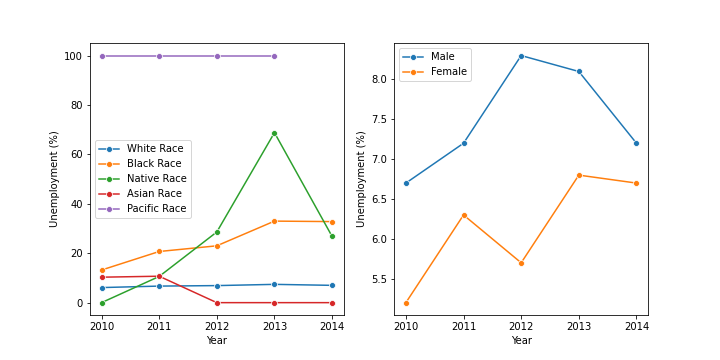 100
80
60
40
20
0
Unemployment (%)
White Race
Black Race
Native Race
Asian Race
Pacific Race
2010 2011 2012 2013 2014
Year
8.0
7.5
7.0
6.5
6.0
5.5
Unemployment (%)
Male
Female
2010 2011 2012 2013 2014
Year